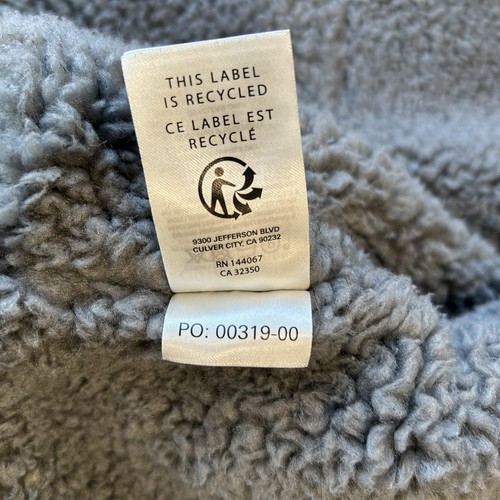 THIS LABEL
IS RECYCLED
CE LABEL EST
RECYCLÉ
9300 JEFFERSON BLVD
CULVER CITY, CA 90232
RN 144067
CA 32350
PO: 00319-00